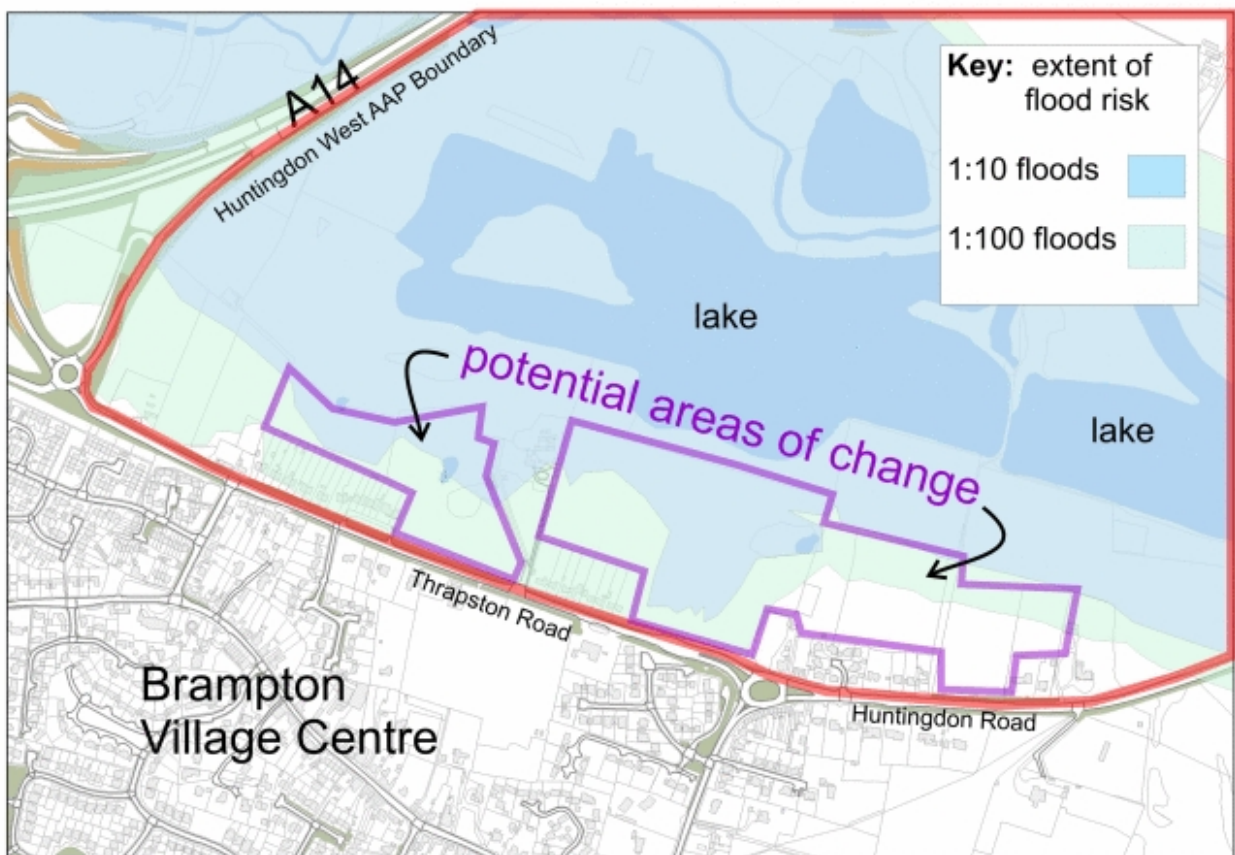 A14
Huntingdon West AAP Boundary
Key: extent of
flood risk
1:10 floods
1:100 floods
lake
potential areas of change
lake
Thrapston Road
Huntingdon Road
Brampton
Village Centre